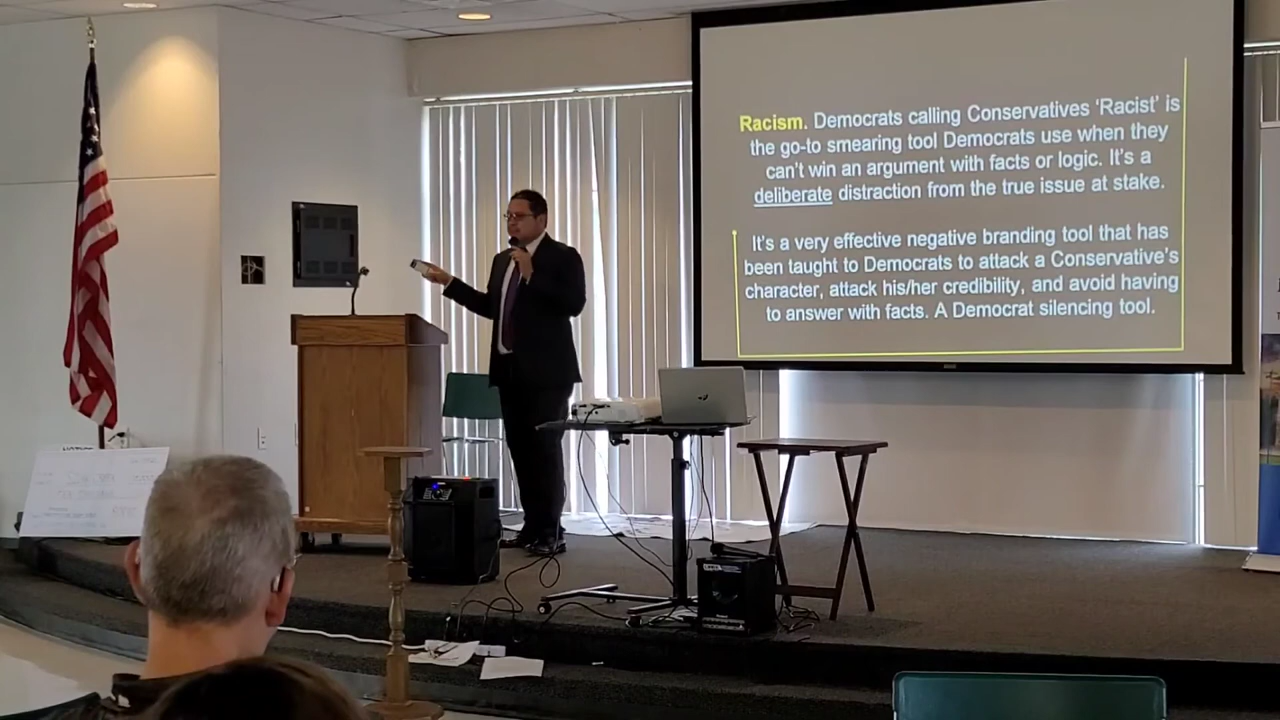 Racism. Democrats calling Conservatives ‘Racist’ is
the go-to smearing tool Democrats use when they
can’t win an argument with facts or logic. It’s a
deliberate distraction from the true issue at stake.
It’s a very effective negative branding tool that has
been taught to Democrats to attack a Conservative’s
character, attack his/her credibility, and avoid having
to answer with facts. A Democrat silencing tool.